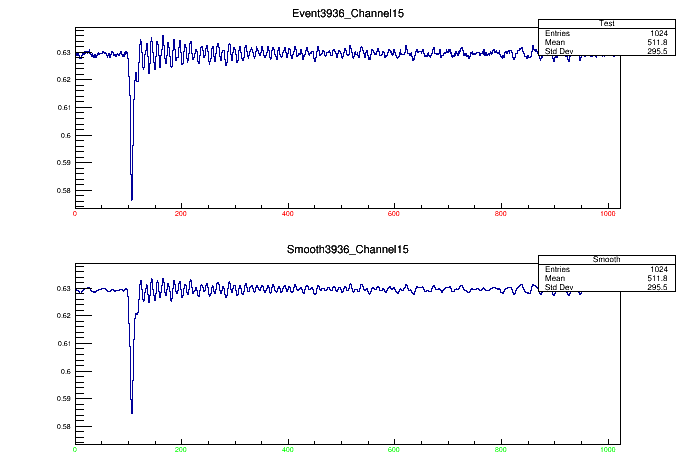 Event3936_Channel15
Test
Entries 1024
Mean 511.8
Std Dev 295.5
0.63
0.62
0.61
0.6
0.59
0.58
0 200 400 600 800 1000
Smooth3936_Channel15
Smooth
Entries 1024
Mean 511.8
Std Dev 295.5
0.63
0.62
0.61
0.6
0.59
0.58
0 200 400 600 800 1000